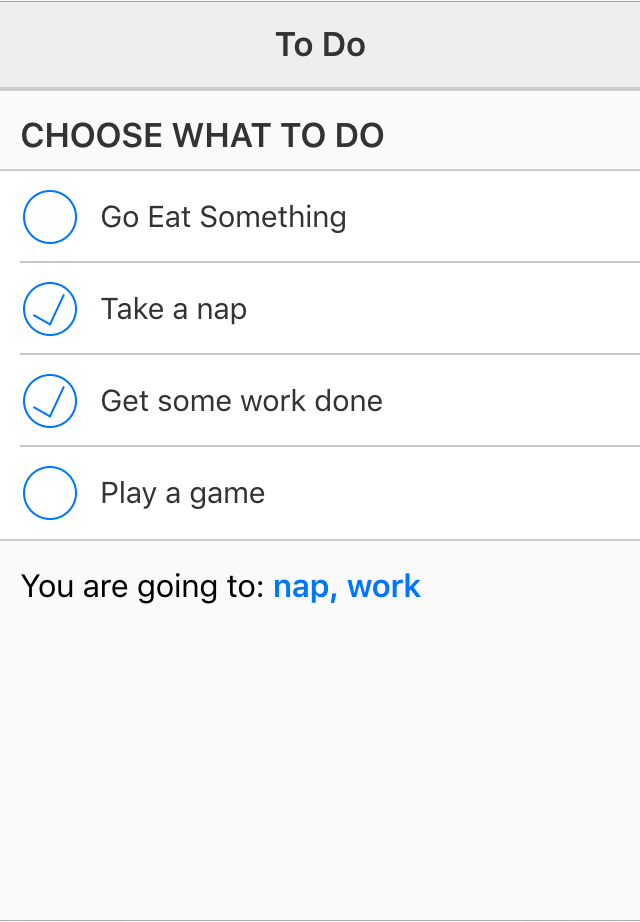 To Do
CHOOSE WHAT TO DO
Go Eat Something
Take a nap
Get some work done
Play a game
You are going to: nap, work